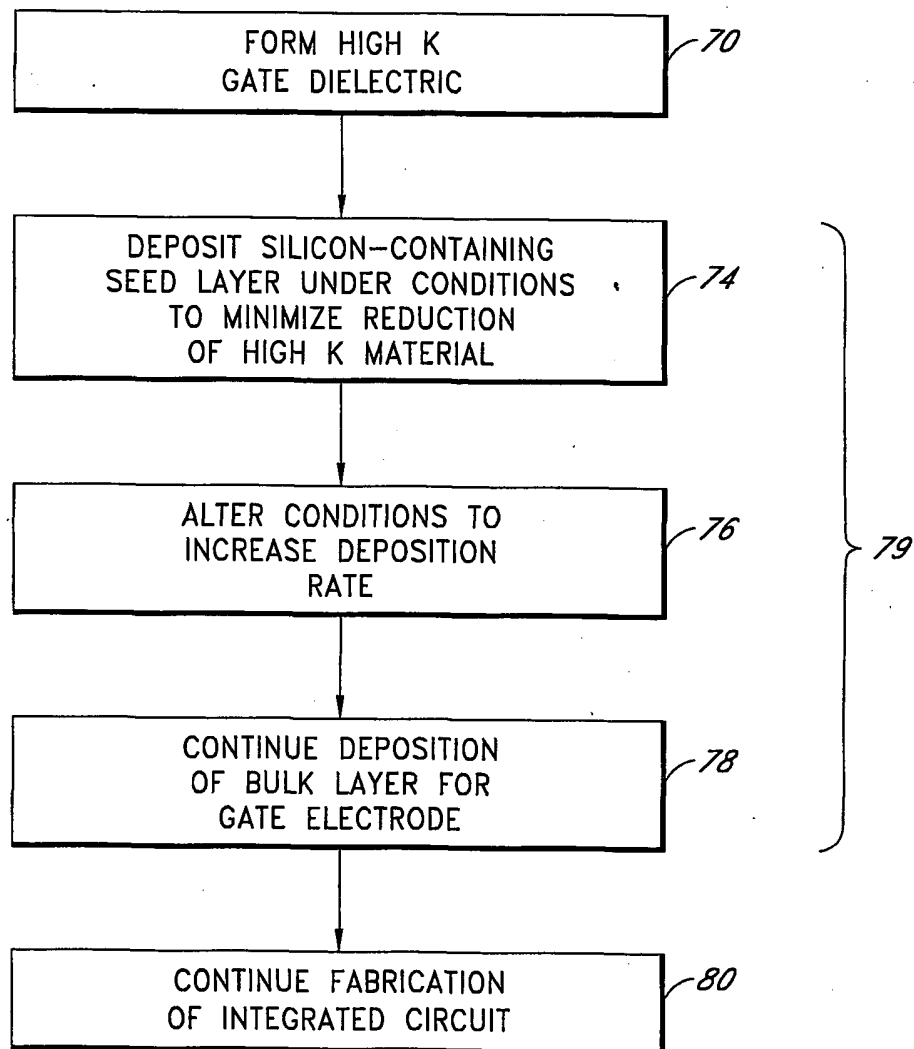 FORM HIGH K
GATE DIELECTRIC
70
DEPOSIT SILICON-CONTAINING
SEED LAYER UNDER CONDITIONS
TO MINIMIZE REDUCTION
OF HIGH K MATERIAL
74
ALTER CONDITIONS TO
INCREASE DEPOSITION
RATE
76
79
CONTINUE DEPOSITION
OF BULK LAYER FOR
GATE ELECTRODE
78
CONTINUE FABRICATION
OF INTEGRATED CIRCUIT
80